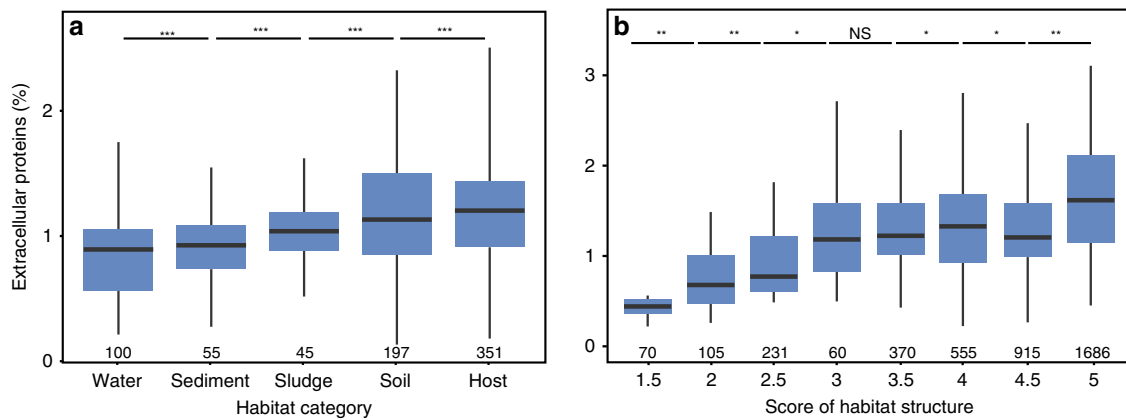 a
*** *** *** ***
Extracellular proteins (%)
2
1
0
100 55 45 197 351
Water Sediment Sludge Soil Host
Habitat category
b
** ** * NS * * **
3
2
1
0
70 105 231 60 370 555 915 1686
1.5 2 2.5 3 3.5 4 4.5 5
Score of habitat structure